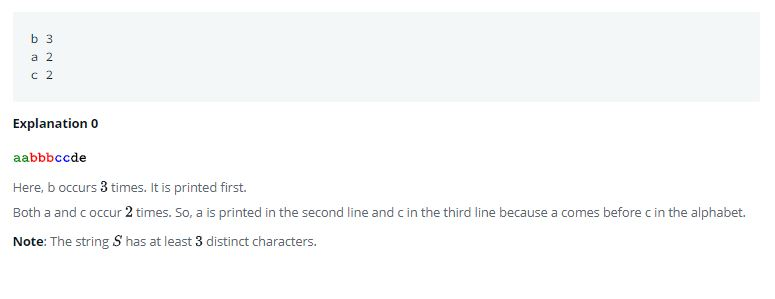 b 3
a 2
c 2
Explanation 0
aabbbccde
Here, b occurs 3 times. It is printed first.
Both a and c occur 2 times. So, a is printed in the second line and c in the third line because a comes before c in the alphabet.
Note: The string S has at least 3 distinct characters.